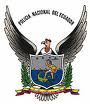 POLICIA NACIONAL DEL ECUADOR